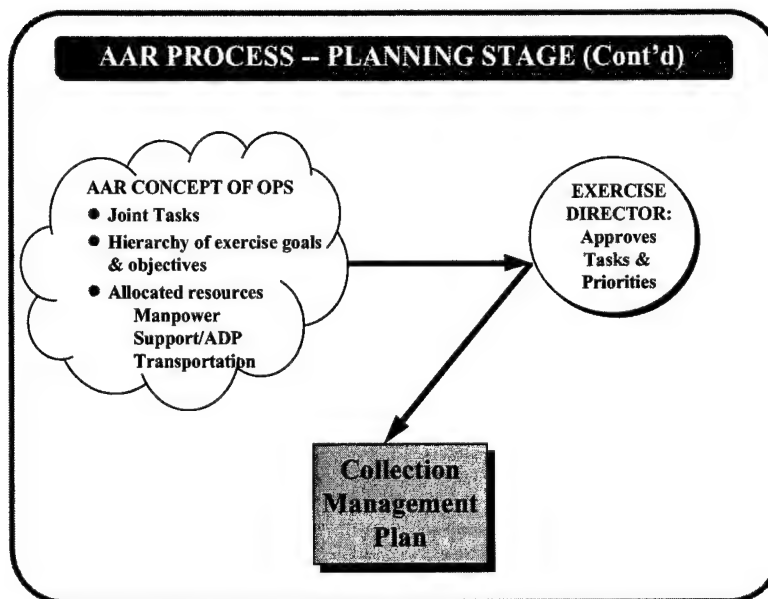 AAR PROCESS -- PLANNING STAGE (Cont'd)
AAR CONCEPT OF OPS
● Joint Tasks
● Hierarchy of exercise goals
& objectives
● Allocated resources
Manpower
Support/ADP
Transportation
EXERCISE
DIRECTOR:
Approves
Tasks &
Priorities
Collection
Management
Plan